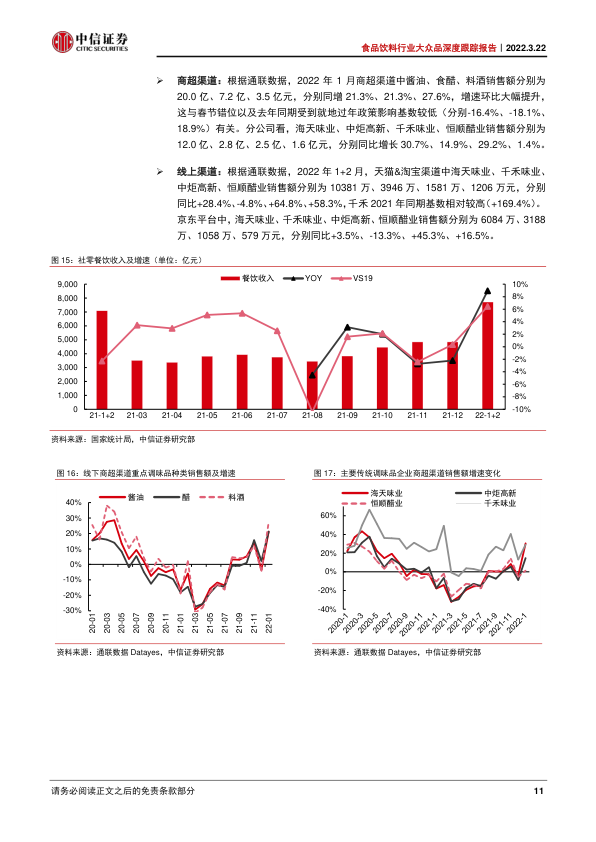 中信证券
CITIC SECURITIES
食品饮料行业大众品深度跟踪报告｜2022.3.22
➢ 商超渠道：根据通联数据，2022 年 1 月商超渠道中酱油、食醋、料酒销售额分别为
20.0 亿、7.2 亿、3.5 亿元，分别同增 21.3%、21.3%、27.6%，增速环比大幅提升，
这与春节错位以及去年同期受到就地过年政策影响基数较低（分别-16.4%、-18.1%、
18.9%）有关。分公司看，海天味业、中炬高新、千禾味业、恒顺醋业销售额分别为
12.0 亿、2.8 亿、2.5 亿、1.6 亿元，分别同比增长 30.7%、14.9%、29.2%、1.4%。
➢ 线上渠道：根据通联数据，2022 年 1+2 月，天猫&淘宝渠道中海天味业、千禾味业、
中炬高新、恒顺醋业销售额分别为 10381 万、3946 万、1581 万、1206 万元，分别
同比+28.4%、-4.8%、+64.8%、+58.3%，千禾 2021 年同期基数相对较高（+169.4%）。
京东平台中，海天味业、千禾味业、中炬高新、恒顺醋业销售额分别为 6084 万、3188
万、1058 万、579 万元，分别同比+3.5%、-13.3%、+45.3%、+16.5%。
图 15：社零餐饮收入及增速（单位：亿元）
餐饮收入 YOY VS19
9,000
8,000
7,000
6,000
5,000
4,000
3,000
2,000
1,000
0
10%
8%
6%
4%
2%
0%
-2%
-4%
-6%
-8%
-10%
21-1+2 21-03 21-04 21-05 21-06 21-07 21-08 21-09 21-10 21-11 21-12 22-1+2
资料来源：国家统计局，中信证券研究部
图 16：线下商超渠道重点调味品种类销售额及增速
酱油 醋 料酒
40%
30%
20%
10%
0%
-10%
-20%
-30%
20-01 20-03 20-05 20-07 20-09 20-11 21-01 21-03 21-05 21-07 21-09 21-11 22-01
资料来源：通联数据 Datayes，中信证券研究部
图 17：主要传统调味品企业商超渠道销售额增速变化
海天味业 中炬高新
恒顺醋业 千禾味业
60%
40%
20%
0%
-20%
-40%
2020-1 2020-3 2020-5 2020-7 2020-9 2020-11 2021-1 2021-3 2021-5 2021-7 2021-9 2021-11 2022-1
资料来源：通联数据 Datayes，中信证券研究部
请务必阅读正文之后的免责条款部分
11